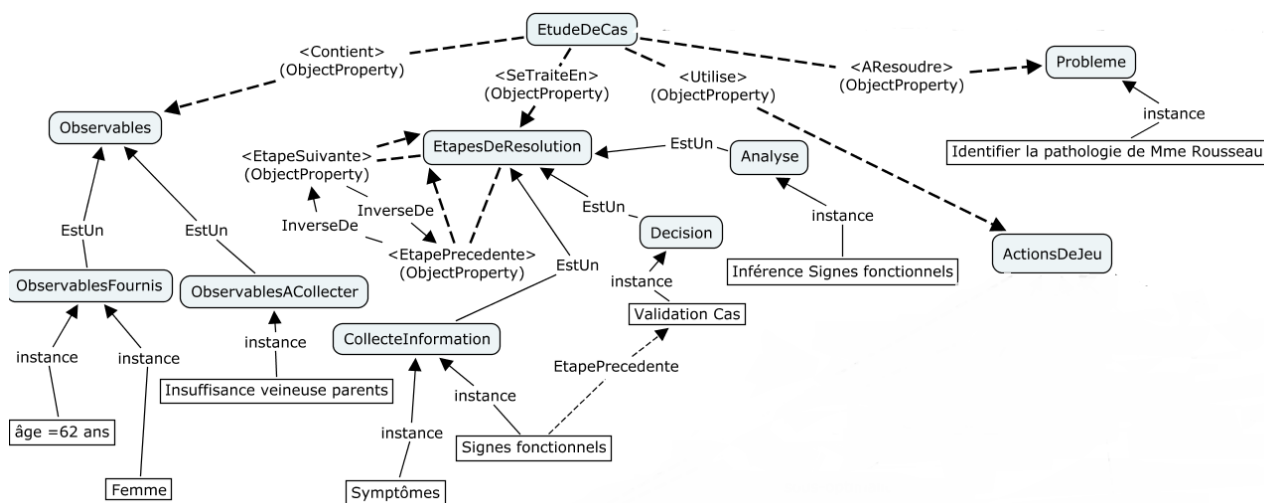 EtudeDeCas
<Contient>
(ObjectProperty)
<SeTraiteEn>
(ObjectProperty)
<Utilise>
(ObjectProperty)
<AResoudre>
(ObjectProperty)
Probleme
instance
Identifier la pathologie de Mme Rousseau
Observables
<EtapeSuivante>
(ObjectProperty)
EtapesDeResolution
EstUn
Analyse
InverseDe
InverseDe
<EtapePrecedente>
(ObjectProperty)
EstUn
EstUn
EstUn
Decision
instance
EstUn
ActionsDeJeu
ObservablesFournis
ObservablesACollecter
instance
Inférence Signes fonctionnels
Validation Cas
CollecteInformation
instance
instance
instance
EtapePrecedente
Insuffisance veineuse parents
instance
instance
âge =62 ans
Signes fonctionnels
Femme
Symptômes